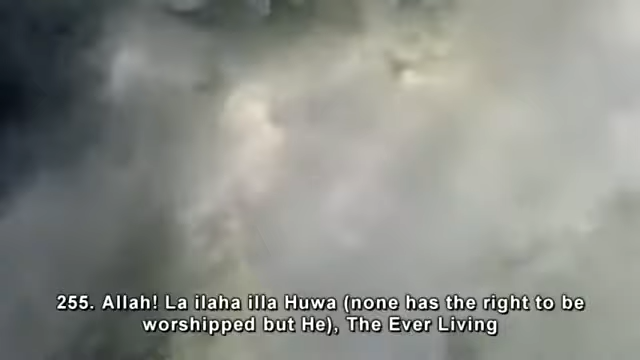 255. Allah! La ilaha illa Huwa (none has the right to be
worshipped but He), The Ever Living